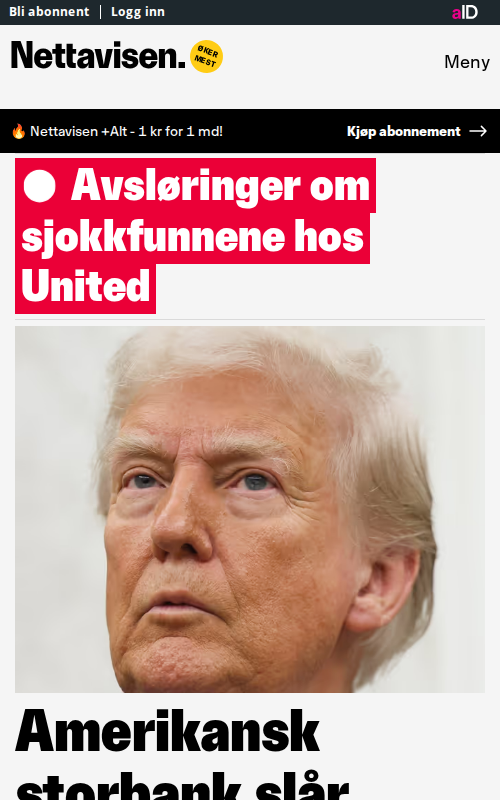 Bli abonnent
Logg inn
aID
Nettavisen.
ØKER
MEST
Meny
Nettavisen +Alt - 1 kr for 1 md!
Kjøp abonnement
Avsløringer om
sjokkfunnene hos
United
Amerikansk
storbank slår